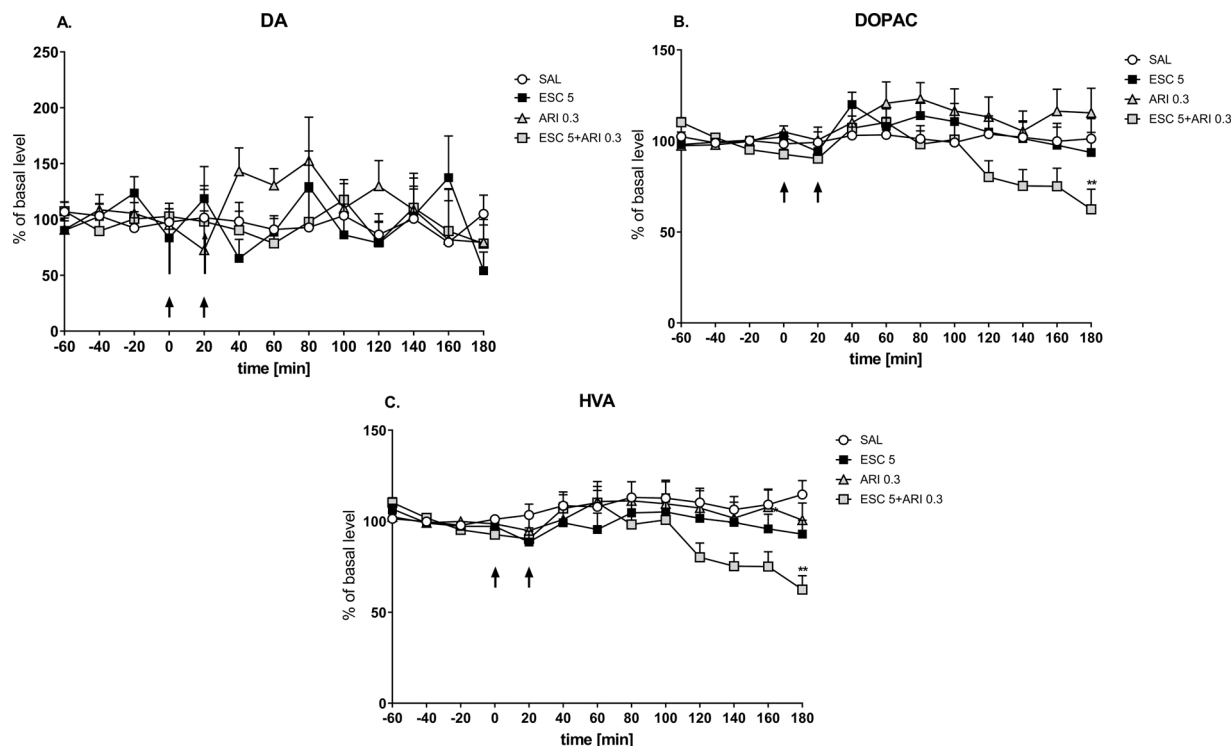 A.
DA
% of basal level
250
200
150
100
50
0
-60 -40 -20 0 20 40 60 80 100 120 140 160 180
time [min]
SAL
ESC 5
ARI 0.3
ESC 5+ARI 0.3
B.
DOPAC
% of basal level
150
100
50
0
**
-60 -40 -20 0 20 40 60 80 100 120 140 160 180
time [min]
SAL
ESC 5
ARI 0.3
ESC 5+ARI 0.3
C.
HVA
% of basal level
150
100
50
0
*
**
-60 -40 -20 0 20 40 60 80 100 120 140 160 180
time [min]
SAL
ESC 5
ARI 0.3
ESC 5+ARI 0.3